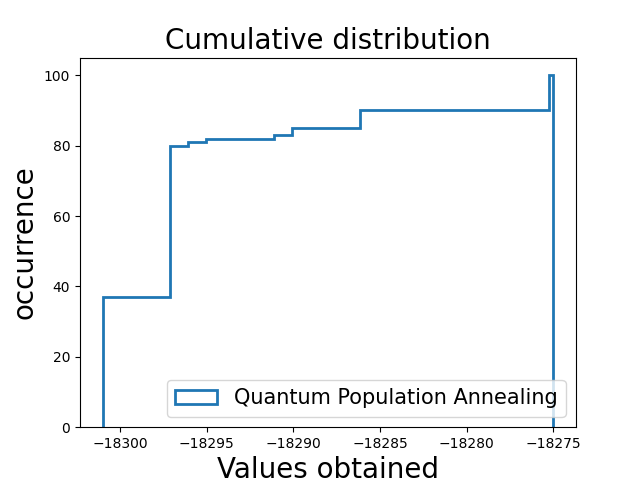 Cumulative distribution
100
80
60
40
20
0
occurrence
Quantum Population Annealing
−18300 −18295 −18290 −18285 −18280 −18275
Values obtained